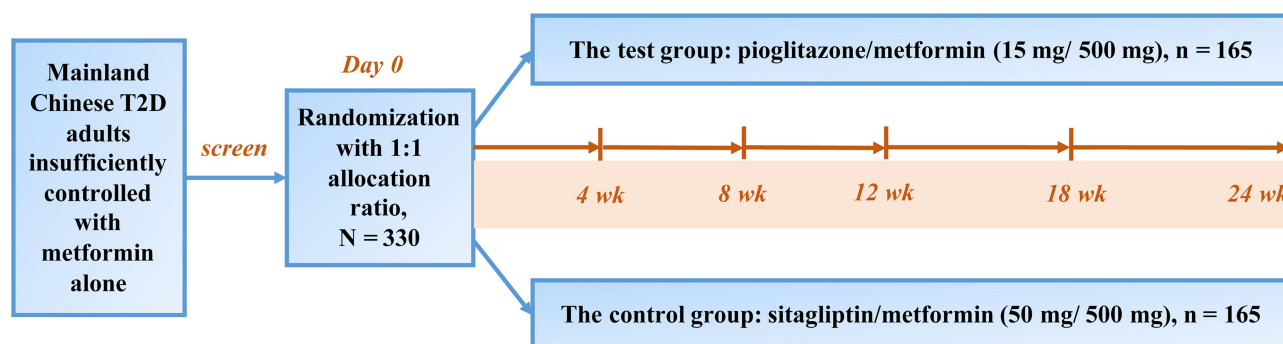 Mainland
Chinese T2D
adults
insufficiently
controlled
with
metformin
alone
screen
Day 0
Randomization
with 1:1
allocation
ratio,
N = 330
The test group: pioglitazone/metformin (15 mg/ 500 mg), n = 165
4 wk
8 wk
12 wk
18 wk
24 wk
The control group: sitagliptin/metformin (50 mg/ 500 mg), n = 165